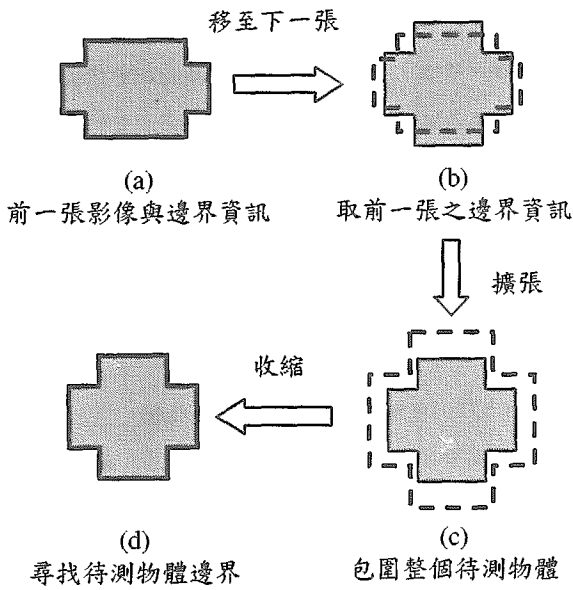 移至下一張
(a)
前一張影像與邊界資訊
(b)
取前一張之邊界資訊
擴張
(c)
包圍整個待測物體
收縮
(d)
尋找待測物體邊界